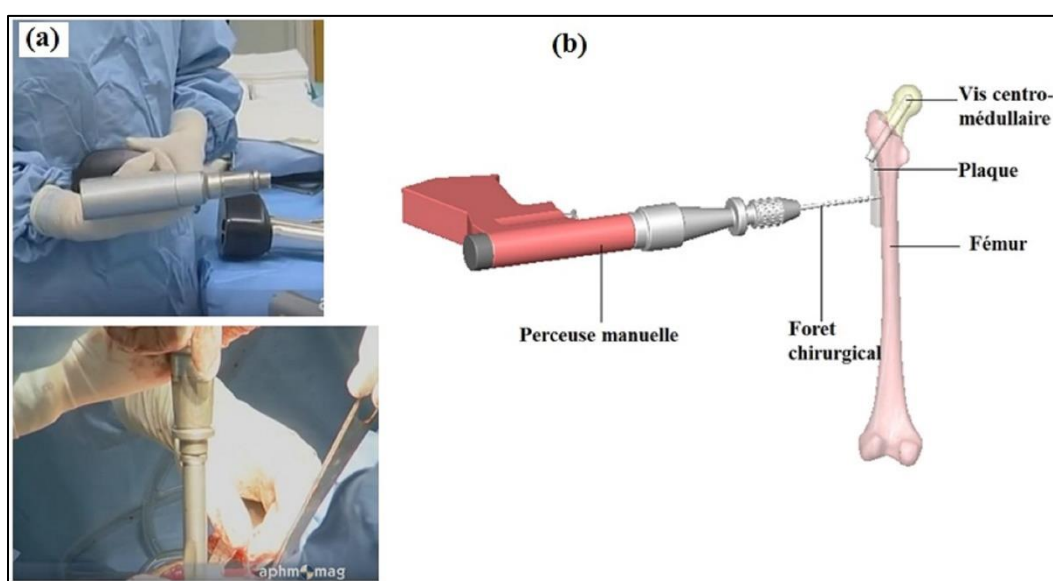 (a)
(b)
Vis centro-
médullaire
Plaque
Fémur
Perceuse manuelle
Foret
chirurgical
aphm mag